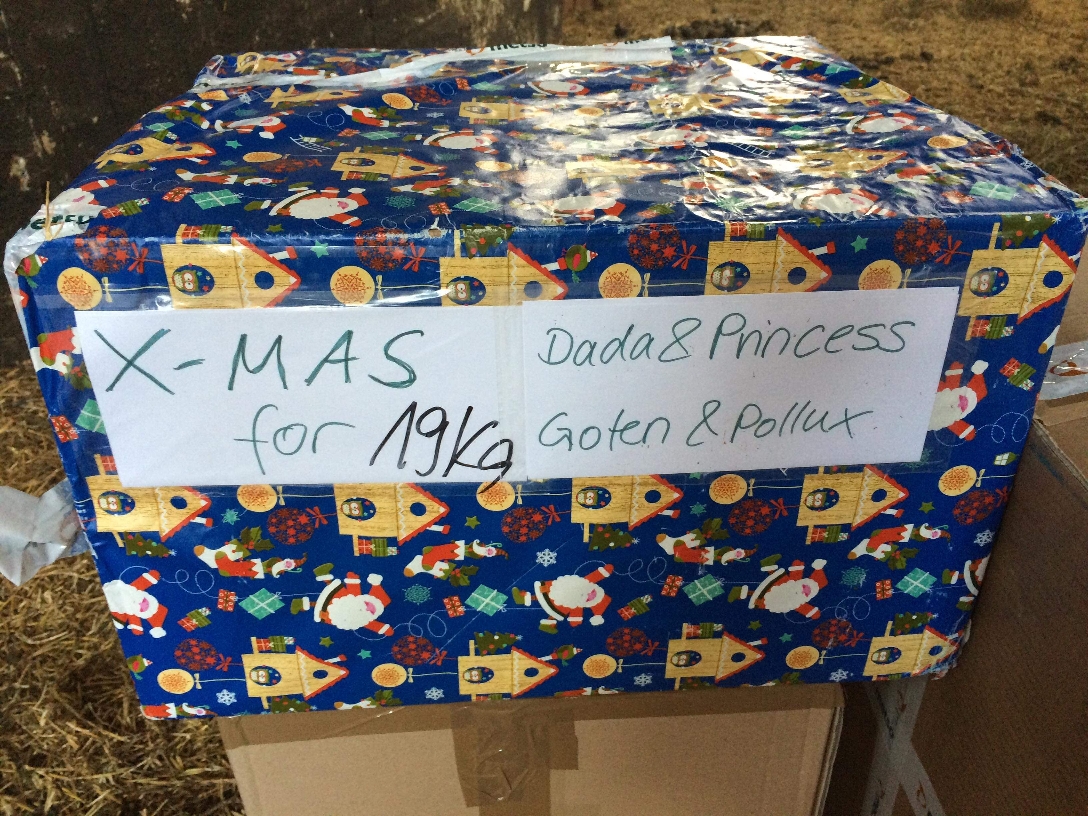 X-MAS
for 19Kg
Dada & Princess
Goten & Pollux